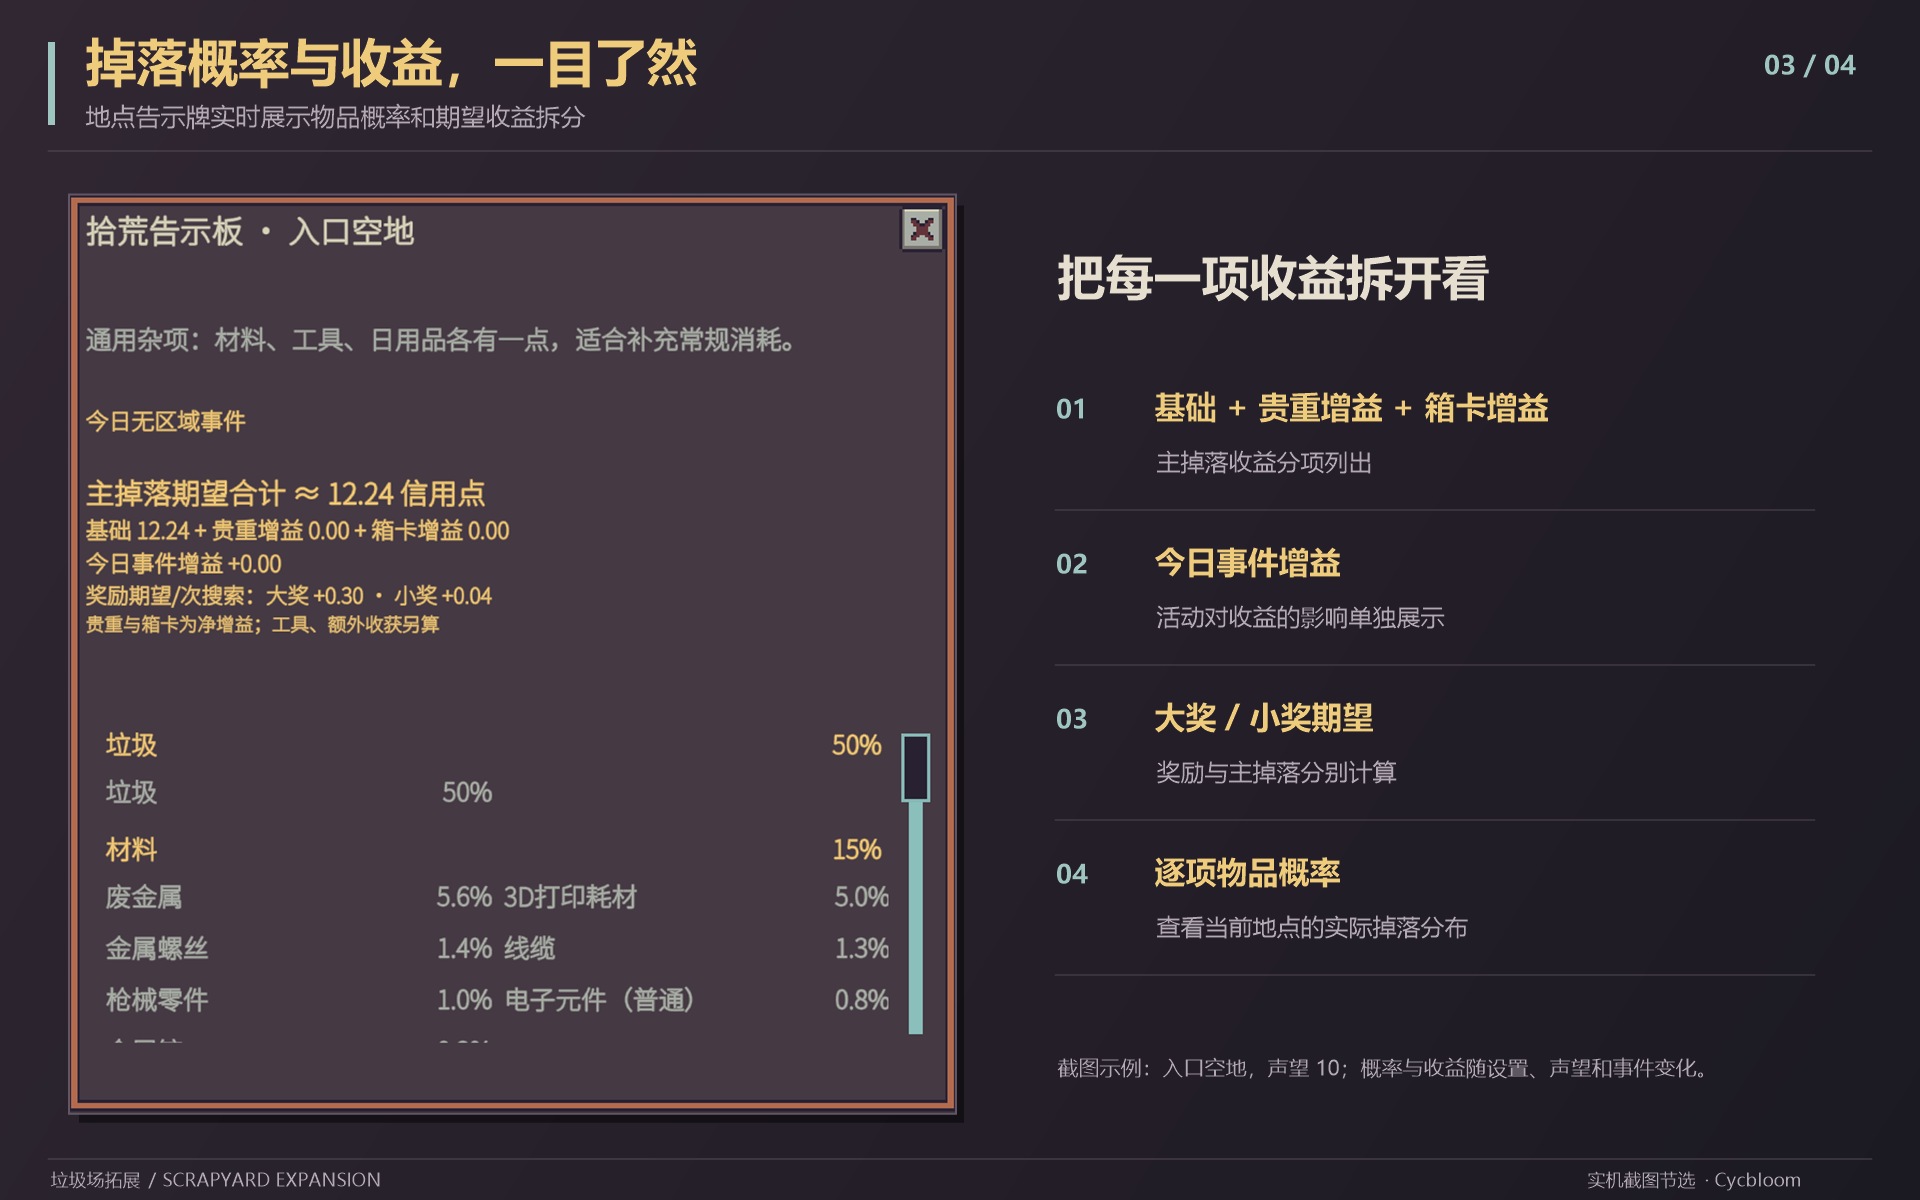 掉落概率与收益，一目了然
03 / 04
地点告示牌实时展示物品概率和期望收益拆分
拾荒告示板 · 入口空地
通用杂项：材料、工具、日用品各有一点，适合补充常规消耗。
今日无区域事件
主掉落期望合计 ≈ 12.24 信用点
基础 12.24 + 贵重增益 0.00 + 箱卡增益 0.00
今日事件增益 +0.00
奖励期望/次搜索：大奖 +0.30 · 小奖 +0.04
贵重与箱卡为净增益；工具、额外收获另算
垃圾 50%
垃圾 50%
材料 15%
废金属 5.6% 3D打印耗材 5.0%
金属螺丝 1.4% 线缆 1.3%
枪械零件 1.0% 电子元件（普通） 0.8%
把每一项收益拆开看
01 基础 + 贵重增益 + 箱卡增益
主掉落收益分项列出
02 今日事件增益
活动对收益的影响单独展示
03 大奖 / 小奖期望
奖励与主掉落分别计算
04 逐项物品概率
查看当前地点的实际掉落分布
截图示例：入口空地，声望 10；概率与收益随设置、声望和事件变化。
垃圾场拓展 / SCRAPYARD EXPANSION
实机截图节选 · Cycbloom